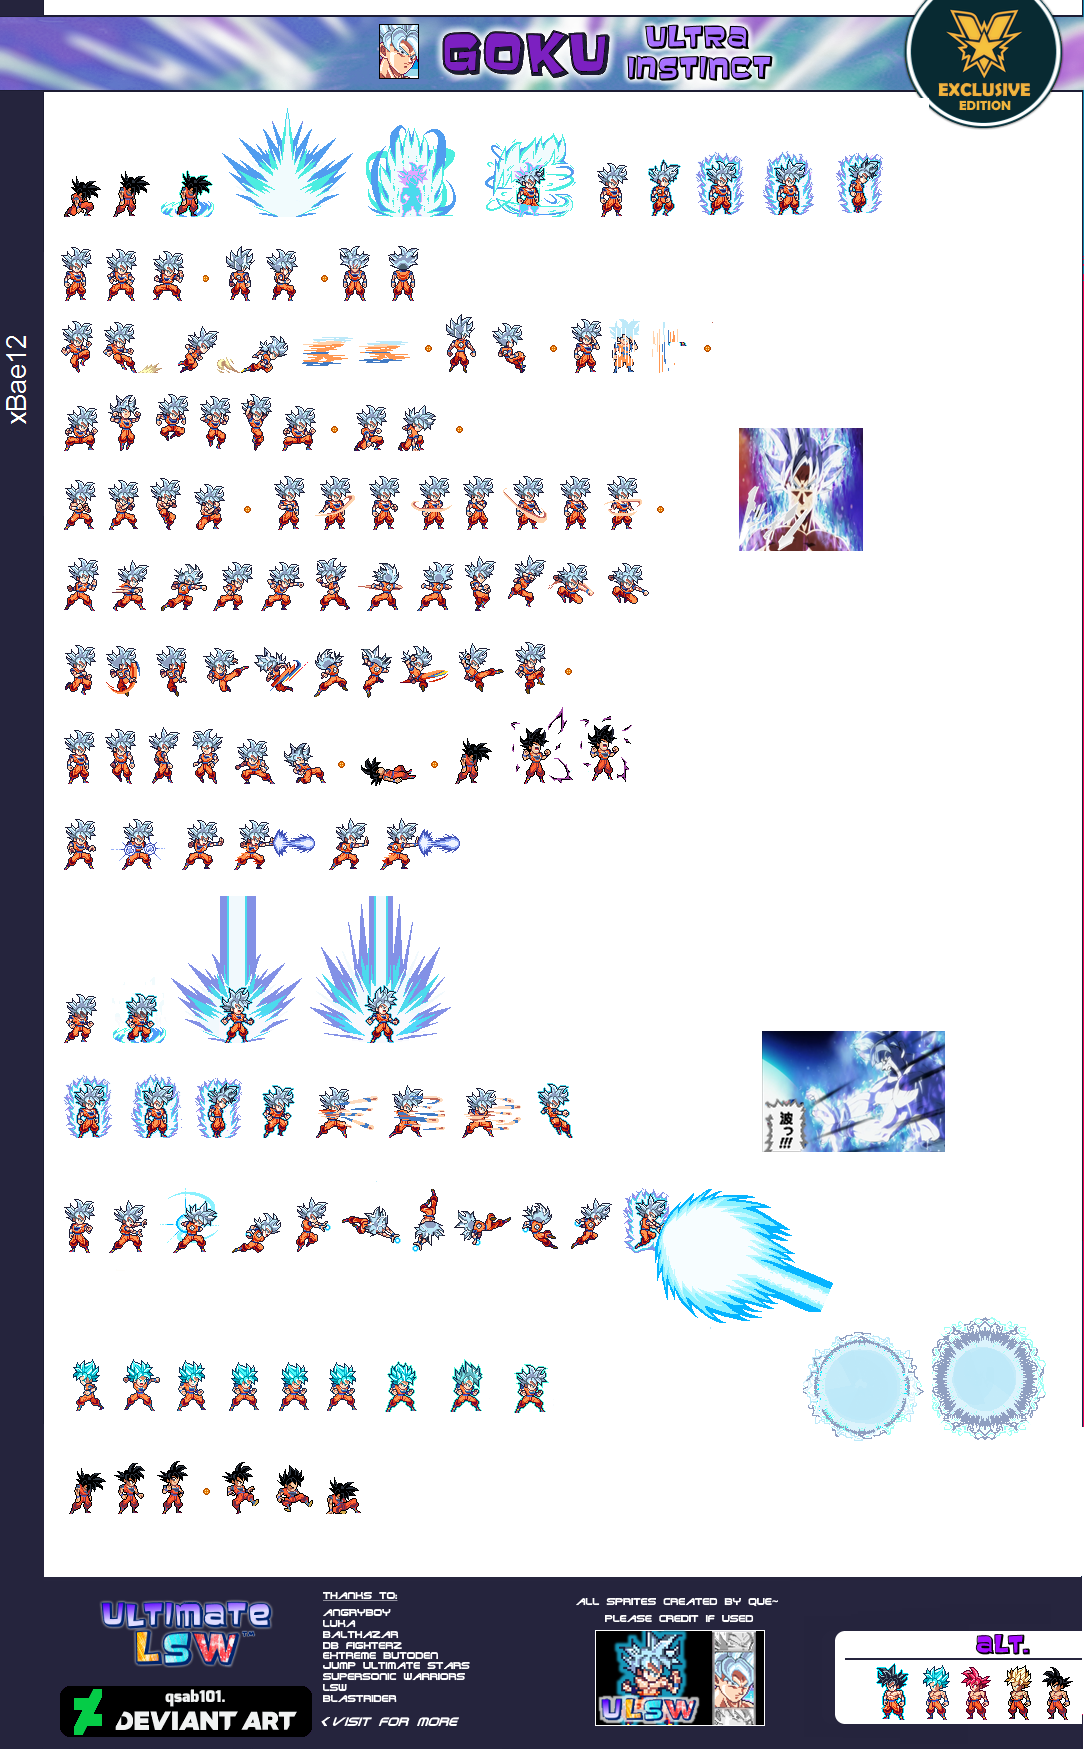 GOKU
ULTRA
INSTINCT
EXCLUSIVE
EDITION
xBae12
波っ!!!
ULTIMATE
LSW™
qsab101.
DEVIANT ART
THANKS TO:
ANGRYBOY
LUKA
BALTHAZAR
DB FIGHTERZ
EXTREME BUTODEN
JUMP ULTIMATE STARS
SUPERSONIC WARRIORS
LSW
BLASTRIDER
<VISIT FOR MORE
ALL SPRITES CREATED BY QUE~
PLEASE CREDIT IF USED
ULSW
ALT.